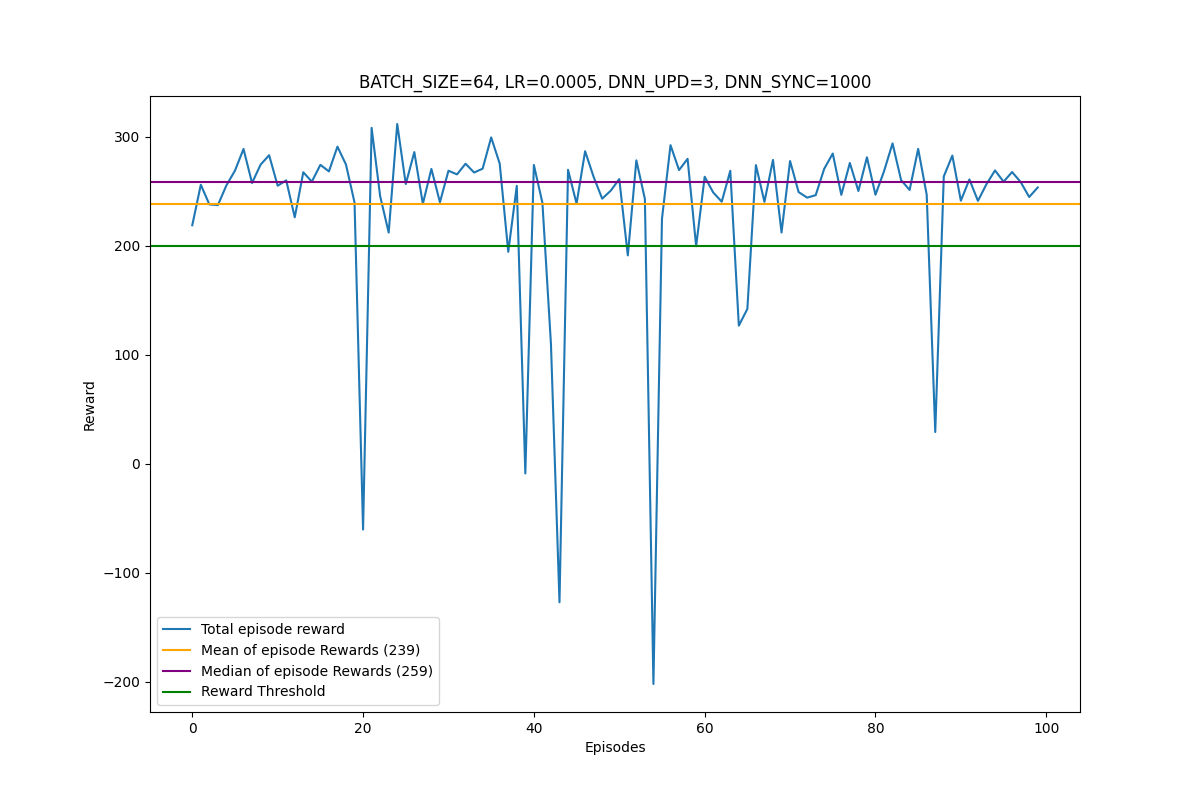 BATCH_SIZE=64, LR=0.0005, DNN_UPD=3, DNN_SYNC=1000
300
200
100
0
−100
−200
Reward
Total episode reward
Mean of episode Rewards (239)
Median of episode Rewards (259)
Reward Threshold
0 20 40 60 80 100
Episodes